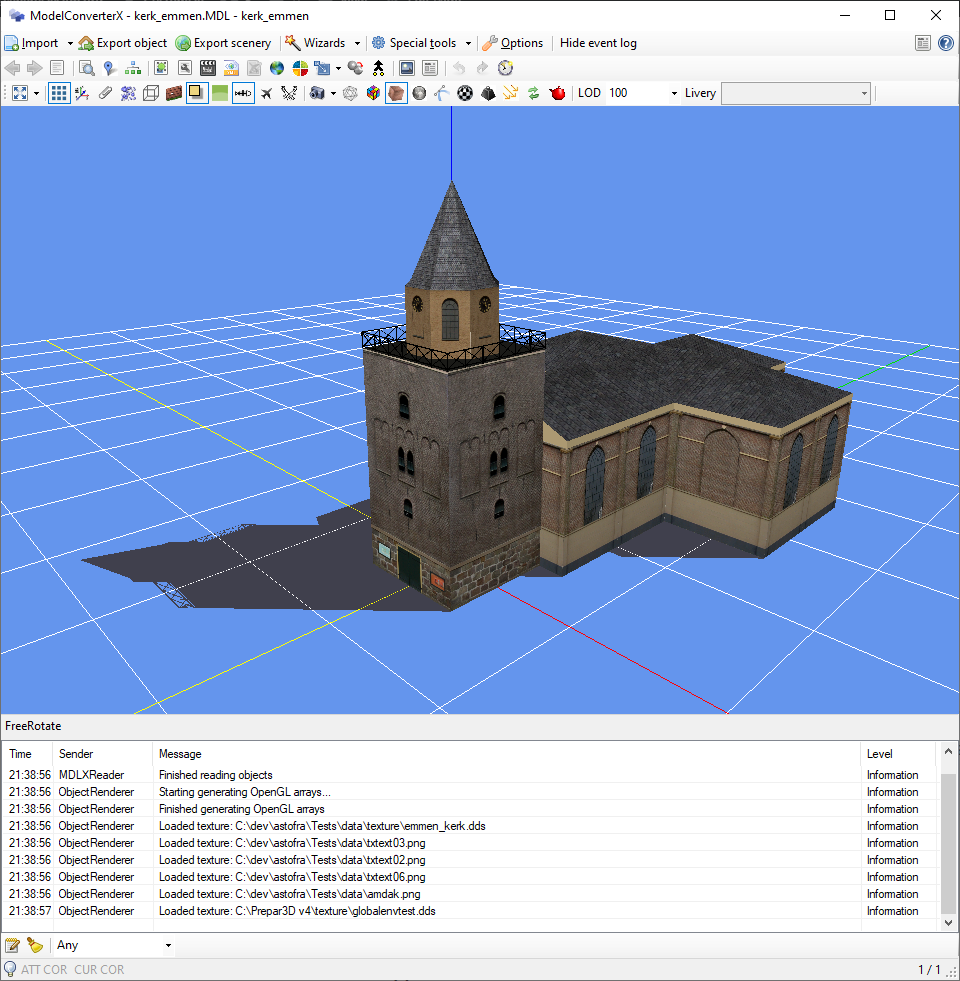 ModelConverterX - kerk_emmen.MDL - kerk_emmen
Import Export object Export scenery Wizards Special tools Options Hide event log
LOD 100 Livery
FreeRotate
Time Sender Message Level
21:38:56 MDLXReader Finished reading objects Information
21:38:56 ObjectRenderer Starting generating OpenGL arrays... Information
21:38:56 ObjectRenderer Finished generating OpenGL arrays Information
21:38:56 ObjectRenderer Loaded texture: C:\dev\astofra\Tests\data\texture\emmen_kerk.dds Information
21:38:56 ObjectRenderer Loaded texture: C:\dev\astofra\Tests\data\txtext03.png Information
21:38:56 ObjectRenderer Loaded texture: C:\dev\astofra\Tests\data\txtext02.png Information
21:38:56 ObjectRenderer Loaded texture: C:\dev\astofra\Tests\data\txtext06.png Information
21:38:56 ObjectRenderer Loaded texture: C:\dev\astofra\Tests\data\amdak.png Information
21:38:57 ObjectRenderer Loaded texture: C:\Prepar3D v4\texture\globalenvtest.dds Information
Any
ATT COR CUR COR 1 / 1